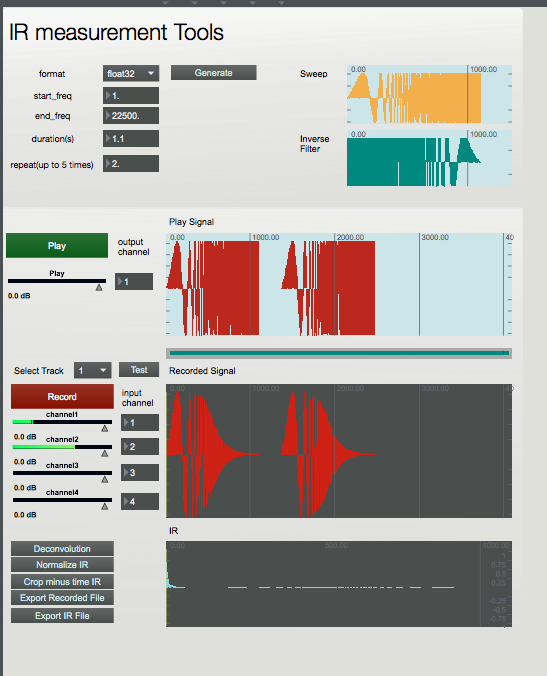 IR measurement Tools
format float32 Generate
start_freq 1.
end_freq 22500.
duration(s) 1.1
repeat(up to 5 times) 2.
Sweep
0.00 1000.00
Inverse
Filter
0.00 1000.00
Play Signal
Play
output
channel
1
Play
0.0 dB
0.00 1000.00 2000.00 3000.00 40
Select Track 1 Test
Recorded Signal
Record
input
channel
channel1
1
0.0 dB
channel2
2
0.0 dB
channel3
3
0.0 dB
channel4
4
0.0 dB
0.00 1000.00 2000.00 3000.00 40
IR
Deconvolution
Normalize IR
Crop minus time IR
Export Recorded File
Export IR File
0.00 500.00 1000.00
1
0.75
0.5
0.25
-0.25
-0.5
-0.75